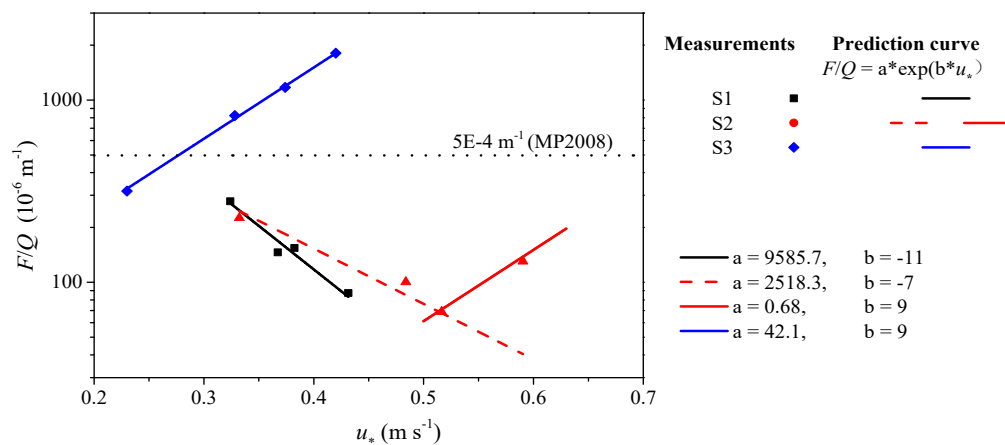 Measurements Prediction curve
F/Q = a*exp(b*u*)
S1
S2
S3
5E-4 m-1 (MP2008)
a = 9585.7, b = -11
a = 2518.3, b = -7
a = 0.68, b = 9
a = 42.1, b = 9
F/Q (10-6 m-1)
1000
100
0.2 0.3 0.4 0.5 0.6 0.7
u* (m s-1)